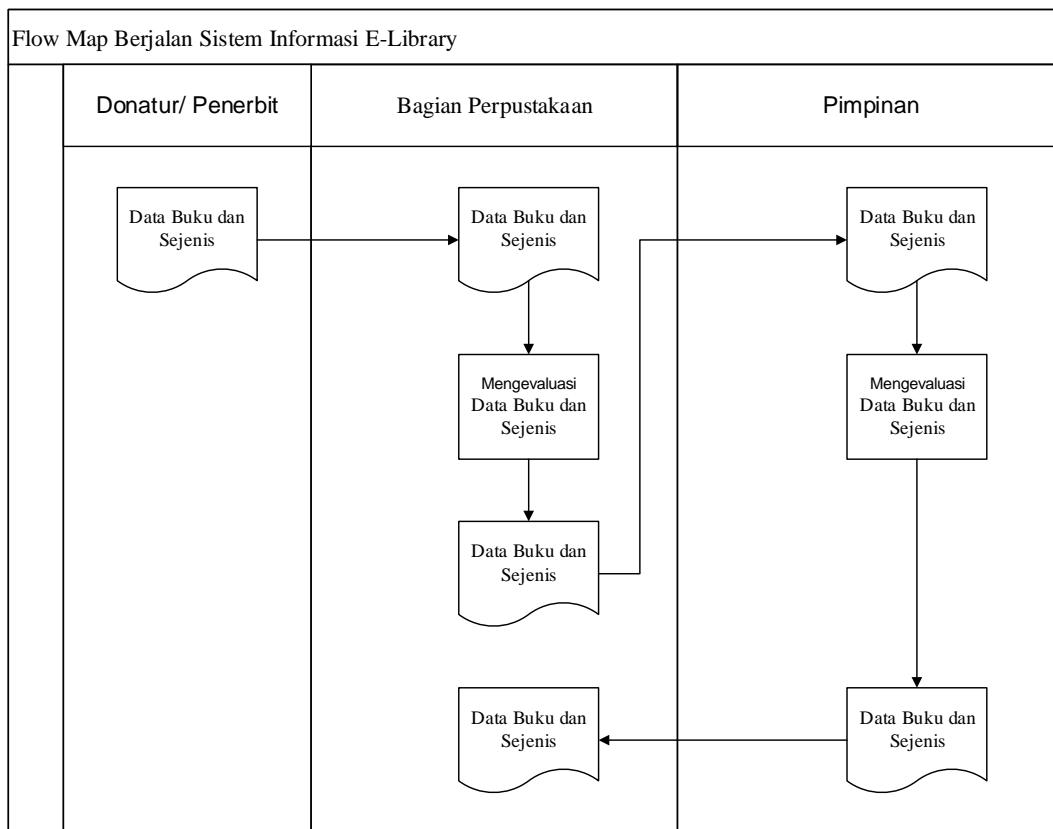 Flow Map Berjalan Sistem Informasi E-Library
Donatur/ Penerbit
Bagian Perpustakaan
Pimpinan
Data Buku dan
Sejenis
Data Buku dan
Sejenis
Data Buku dan
Sejenis
Mengevaluasi
Data Buku dan
Sejenis
Mengevaluasi
Data Buku dan
Sejenis
Data Buku dan
Sejenis
Data Buku dan
Sejenis
Data Buku dan
Sejenis